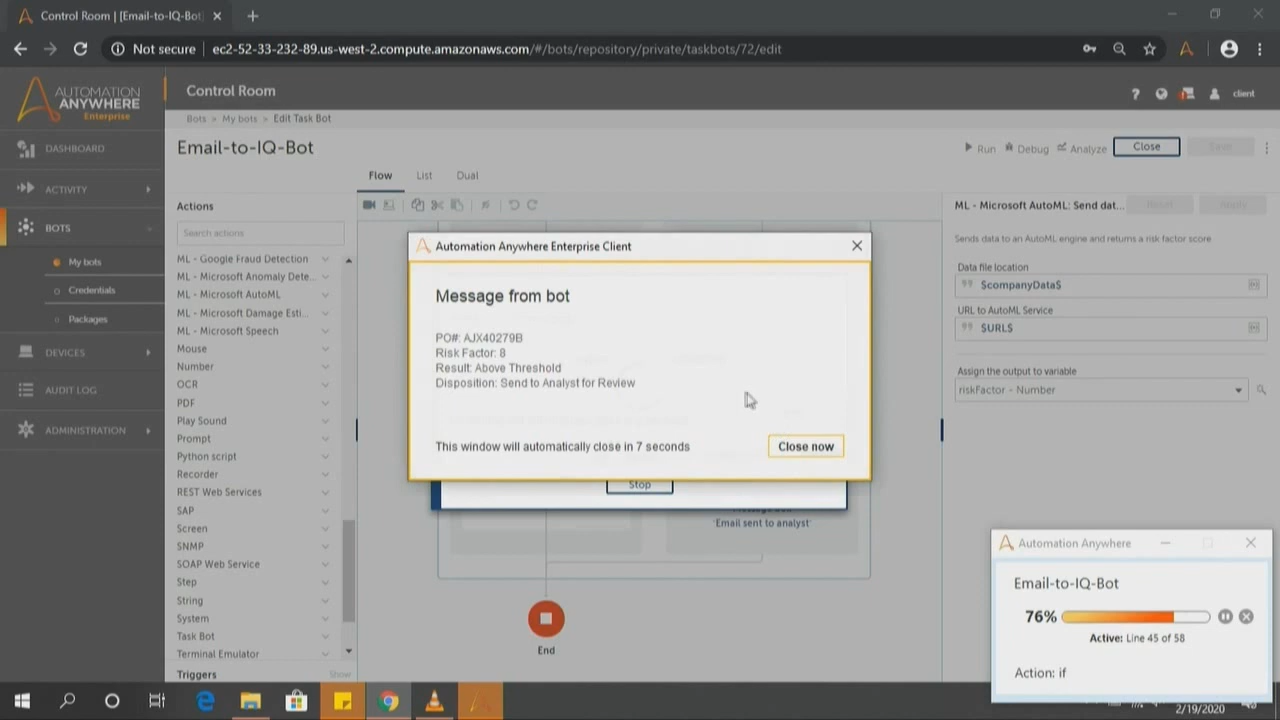 Control Room | [Email-to-IQ-Bot
Not secure
ec2-52-33-232-89.us-west-2.compute.amazonaws.com/#/bots/repository/private/taskbots/72/edit
AUTOMATION
ANYWHERE
Enterprise
Control Room
client
Bots > My bots > Edit Task Bot
DASHBOARD
ACTIVITY
BOTS
My bots
Credentials
Packages
DEVICES
AUDIT LOG
ADMINISTRATION
Email-to-IQ-Bot
Run
Debug
Analyze
Close
Save
Flow
List
Dual
Actions
Search actions
ML - Google Fraud Detection
ML - Microsoft Anomaly Dete...
ML - Microsoft AutoML
ML - Microsoft Damage Esti...
ML - Microsoft Speech
Mouse
Number
OCR
PDF
Play Sound
Prompt
Python script
Recorder
REST Web Services
SAP
Screen
SNMP
SOAP Web Service
Step
String
System
Task Bot
Terminal Emulator
Triggers
Show
Automation Anywhere Enterprise Client
Message from bot
PO#: AJX40279B
Risk Factor: 8
Result: Above Threshold
Disposition: Send to Analyst for Review
This window will automatically close in 7 seconds
Close now
Stop
"Email sent to analyst"
End
ML - Microsoft AutoML: Send dat...
Reset
Apply
Sends data to an AutoML engine and returns a risk factor score
Data file location
$companyData$
URL to AutoML Service
$URL$
Assign the output to variable
riskFactor - Number
Automation Anywhere
Email-to-IQ-Bot
76%
Active: Line 45 of 58
Action: if
2/19/2020